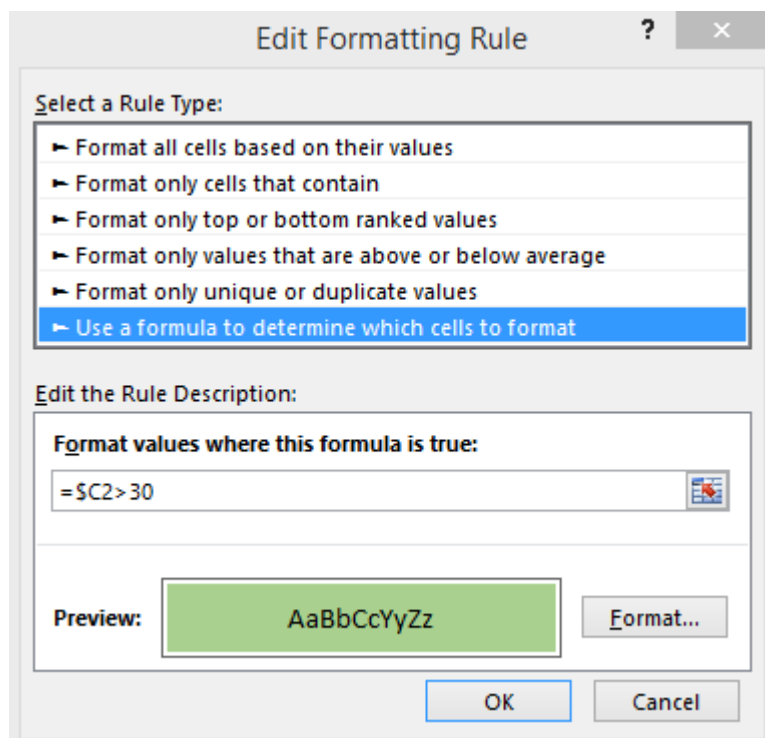 Edit Formatting Rule ? ×
Select a Rule Type:
► Format all cells based on their values
► Format only cells that contain
► Format only top or bottom ranked values
► Format only values that are above or below average
► Format only unique or duplicate values
► Use a formula to determine which cells to format
Edit the Rule Description:
Format values where this formula is true:
=$C2>30
Preview: AaBbCcYyZz Format...
OK Cancel